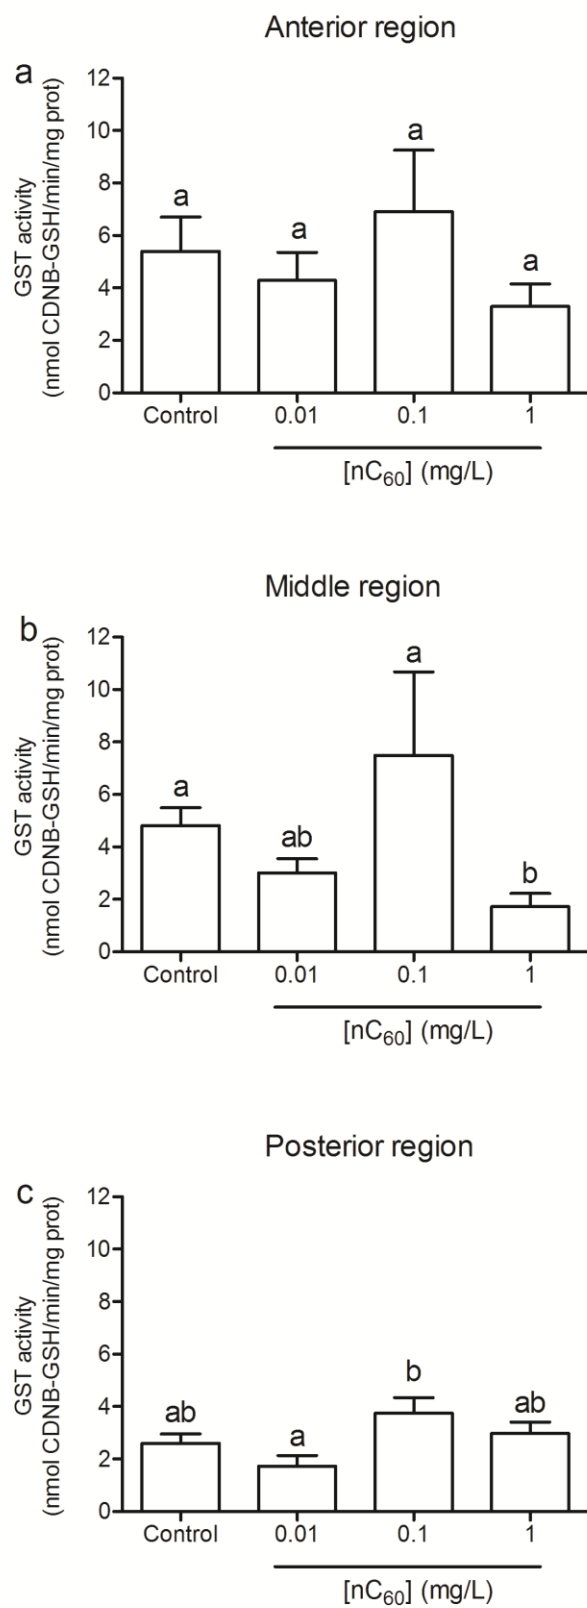 Anterior region
a
GST activity
(nmol CDNB-GSH/min/mg prot)
12
10
8
6
4
2
0
a
a
a
a
Control
0.01
0.1
1
[nC₆₀] (mg/L)
Middle region
b
GST activity
(nmol CDNB-GSH/min/mg prot)
12
10
8
6
4
2
0
a
ab
a
b
Control
0.01
0.1
1
[nC₆₀] (mg/L)
Posterior region
c
GST activity
(nmol CDNB-GSH/min/mg prot)
12
10
8
6
4
2
0
ab
a
b
ab
Control
0.01
0.1
1
[nC₆₀] (mg/L)